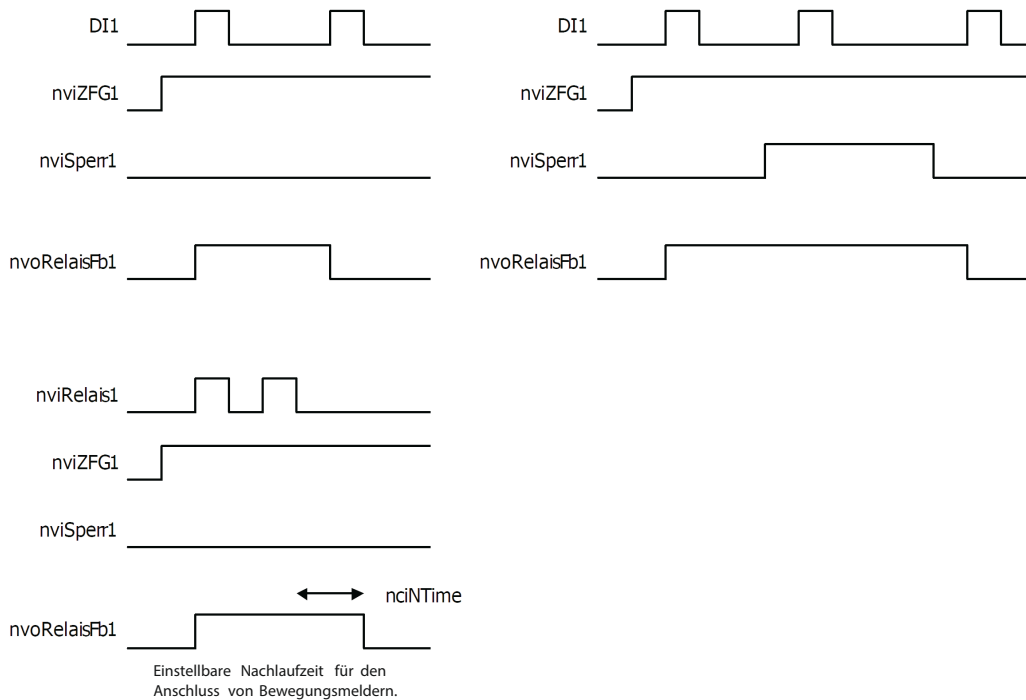 DI1
nviZFG1
nviSperr1
nvoRelaisFb1
DI1
nviZFG1
nviSperr1
nvoRelaisFb1
nviRelais1
nviZFG1
nviSperr1
nciNTime
nvoRelaisFb1
Einstellbare Nachlaufzeit für den
Anschluss von Bewegungsmeldern.